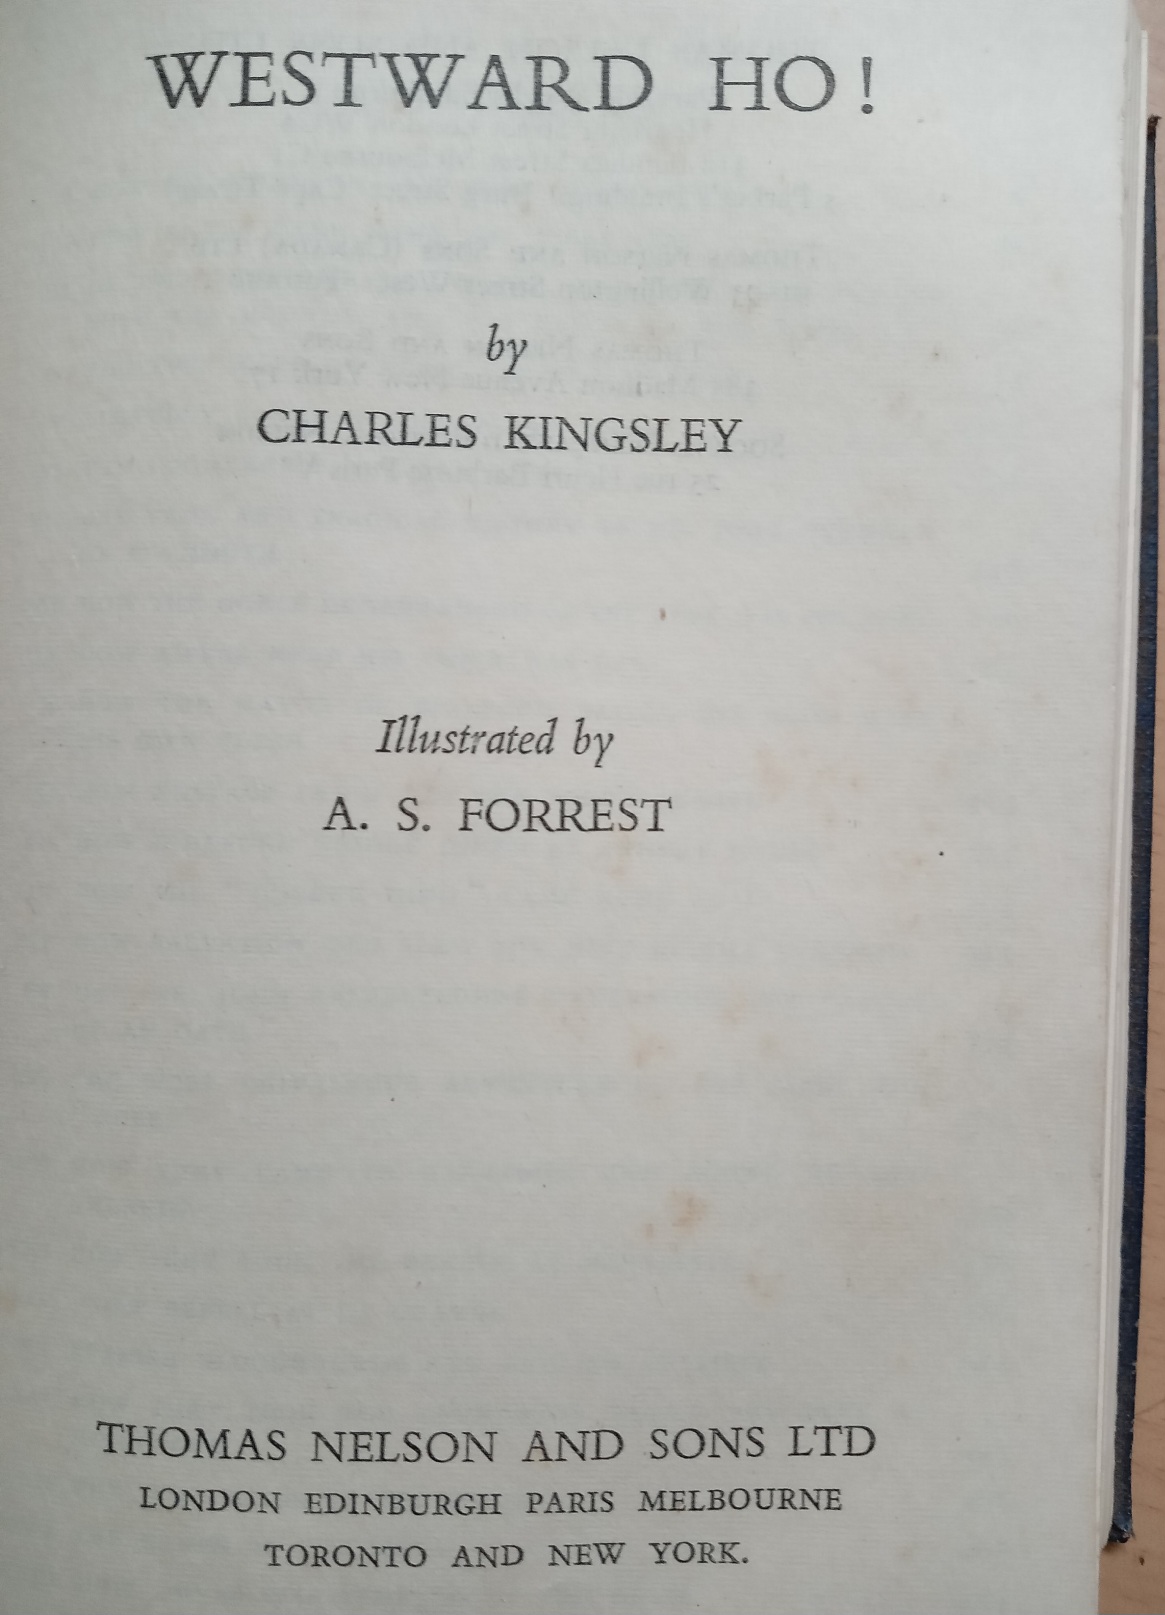 WESTWARD HO!
by
CHARLES KINGSLEY
Illustrated by
A. S. FORREST
THOMAS NELSON AND SONS LTD
LONDON EDINBURGH PARIS MELBOURNE
TORONTO AND NEW YORK.